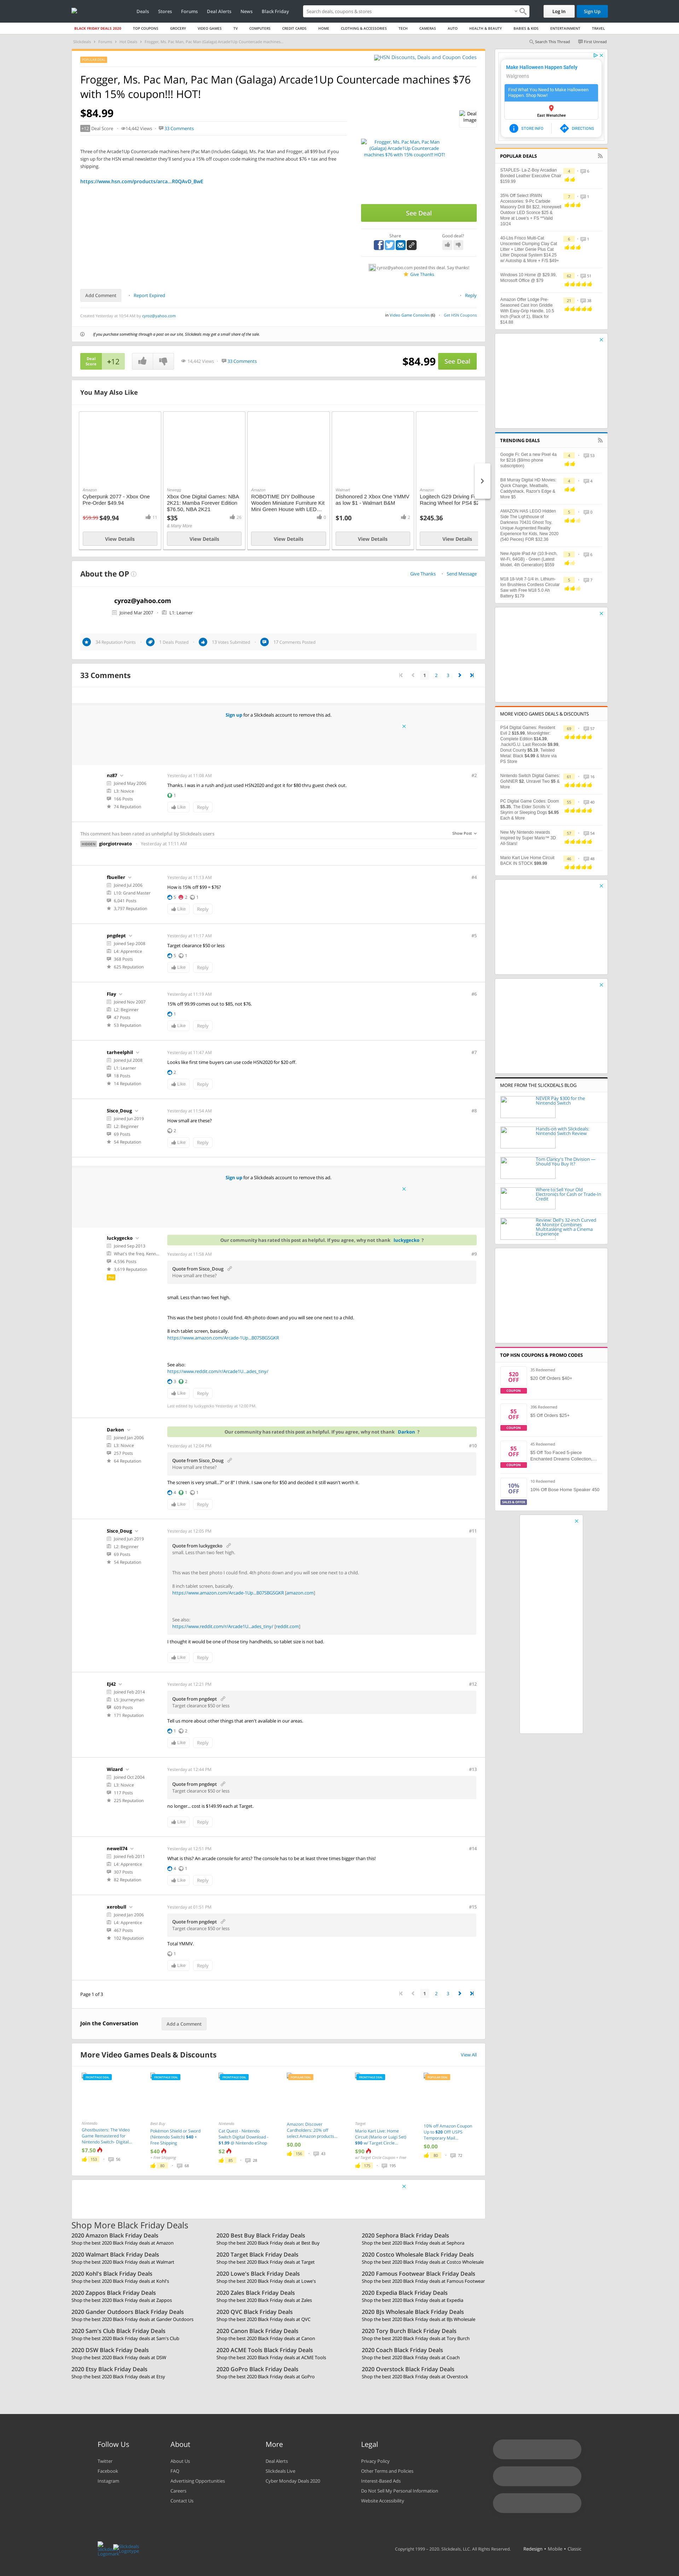 Deals Stores Forums Deal Alerts News Black Friday
Search deals, coupons & stores
Log In
Sign Up
BLACK FRIDAY DEALS 2020 TOP COUPONS GROCERY VIDEO GAMES TV COMPUTERS CREDIT CARDS HOME CLOTHING & ACCESSORIES TECH CAMERAS AUTO HEALTH & BEAUTY BABIES & KIDS ENTERTAINMENT TRAVEL
Slickdeals > Forums > Hot Deals > Frogger, Ms. Pac Man, Pac Man (Galaga) Arcade1Up Countercade machines...
Search This Thread First Unread
POPULAR DEAL
HSN Discounts, Deals and Coupon Codes
Frogger, Ms. Pac Man, Pac Man (Galaga) Arcade1Up Countercade machines $76 with 15% coupon!!! HOT!
$84.99
+12 Deal Score 14,442 Views 33 Comments
Deal Image
Three of the Arcade1Up Countercades machines (Pac Man (Includes Galaga), Ms. Pac Man and Frogger, at $99 but if you sign up for the HSN email newsletter they'll send you a 15% off coupon code making the machines about $76 + tax and free shipping.
https://www.hsn.com/products/arca...R0QAvD_BwE
Frogger, Ms. Pac Man, Pac Man (Galaga) Arcade1Up Countercade machines $76 with 15% coupon!!! HOT!
See Deal
Share
Good deal?
cyroz@yahoo.com posted this deal. Say thanks!
Give Thanks
Add Comment
Report Expired
Reply
Created Yesterday at 10:54 AM by cyroz@yahoo.com
in Video Game Consoles (8) Get HSN Coupons
If you purchase something through a post on our site, Slickdeals may get a small share of the sale.
Deal Score +12
14,442 Views 33 Comments
$84.99 See Deal
You May Also Like
Amazon
Cyberpunk 2077 - Xbox One Pre-Order $49.94
$59.95 $49.94
View Details
Newegg
Xbox One Digital Games: NBA 2K21: Mamba Forever Edition $76.50, NBA 2K21
$35
& Many More
View Details
Amazon
ROBOTIME DIY Dollhouse Wooden Miniature Furniture Kit Mini Green House with LED...
View Details
Walmart
Dishonored 2 Xbox One YMMV as low $1 - Walmart B&M
$1.00
View Details
Amazon
Logitech G29 Driving
Racing Wheel for PS4
$245.36
View Details
About the OP
Give Thanks Send Message
cyroz@yahoo.com
Joined Mar 2007 L1: Learner
34 Reputation Points
1 Deals Posted
13 Votes Submitted
17 Comments Posted
33 Comments
1 2 3
Sign up for a Slickdeals account to remove this ad.
nz87
Joined May 2006
L3: Novice
166 Posts
74 Reputation
Yesterday at 11:08 AM
#2
Thanks. I was in a rush and just used HSN2020 and got it for $80 thru guest check out.
1
Like Reply
This comment has been rated as unhelpful by Slickdeals users
Show Post
HIDDEN giorgietrovato Yesterday at 11:11 AM
fbueller
Joined Jul 2006
L10: Grand Master
6,041 Posts
3,797 Reputation
Yesterday at 11:13 AM
#4
How is 15% off $99 = $76?
5 2 1
Like Reply
pngdept
Joined Sep 2008
L4: Apprentice
368 Posts
625 Reputation
Yesterday at 11:17 AM
#5
Target clearance $50 or less
5 1
Like Reply
Flay
Joined Nov 2007
L2: Beginner
47 Posts
53 Reputation
Yesterday at 11:19 AM
#6
15% off 99.99 comes out to $85, not $76.
1
Like Reply
tarheelphil
Joined Jul 2008
L1: Learner
18 Posts
14 Reputation
Yesterday at 11:47 AM
#7
Looks like first time buyers can use code HSN2020 for $20 off.
2
Like Reply
Sisco_Doug
Joined Jun 2019
L2: Beginner
69 Posts
54 Reputation
Yesterday at 11:54 AM
#8
How small are these?
2
Like Reply
Sign up for a Slickdeals account to remove this ad.
luckygecko
Joined Sep 2013
What's the Freq, Kenn...
4,596 Posts
3,619 Reputation
Pro
Our community has rated this post as helpful. If you agree, why not thank luckygecko ?
Yesterday at 11:58 AM
#9
Quote from Sisco_Doug
How small are these?
small. Less than two feet high.
This was the best photo I could find. 4th photo down and you will see one next to a child.
8 inch tablet screen, basically.
https://www.amazon.com/Arcade-1Up...B07SBGSGKR
See also:
https://www.reddit.com/r/Arcade1U...ades_tiny/
3 2
Like Reply
Last edited by luckygecko Yesterday at 12:00 PM
Darkon
Joined Jan 2006
L3: Novice
257 Posts
64 Reputation
Our community has rated this post as helpful. If you agree, why not thank Darkon ?
Yesterday at 12:04 PM
#10
Quote from Sisco_Doug
How small are these?
The screen is very small...7" or 8" I think. I saw one for $50 and decided it still wasn't worth it.
4 1 1
Like Reply
Sisco_Doug
Joined Jun 2019
L2: Beginner
69 Posts
54 Reputation
Yesterday at 12:05 PM
#11
Quote from luckygecko
small. Less than two feet high.
This was the best photo I could find. 4th photo down and you will see one next to a child.
8 inch tablet screen, basically.
https://www.amazon.com/Arcade-1Up...B07SBGSGKR [amazon.com]
See also:
https://www.reddit.com/r/Arcade1U...ades_tiny/ [reddit.com]
I thought it would be one of those tiny handhelds, so tablet size is not bad.
Like Reply
EJ42
Joined Feb 2014
L5: Journeyman
609 Posts
171 Reputation
Yesterday at 12:21 PM
#12
Quote from pngdept
Target clearance $50 or less
Tell us more about other things that aren't available in our areas.
1 2
Like Reply
Wizard
Joined Oct 2004
L3: Novice
117 Posts
225 Reputation
Yesterday at 12:44 PM
#13
Quote from pngdept
Target clearance $50 or less
no longer... cost is $149.99 each at Target.
Like Reply
newell74
Joined Feb 2011
L4: Apprentice
307 Posts
82 Reputation
Yesterday at 12:51 PM
#14
What is this? An arcade console for ants? The console has to be at least three times bigger than this!
4 1
Like Reply
xerobull
Joined Jan 2006
L4: Apprentice
467 Posts
102 Reputation
Yesterday at 01:01 PM
#15
Quote from pngdept
Target clearance $50 or less
Total YMMV.
1
Like Reply
Page 1 of 3
1 2 3
Join the Conversation
Add a Comment
More Video Games Deals & Discounts
View All
Nintendo
Ghostbusters: The Video Game Remastered for Nintendo Switch: Digital...
$7.50
Best Buy
Pokémon Shield or Sword (Nintendo Switch) $40 + Free Shipping
$40
+ Free Shipping
Nintendo
Cat Quest - Nintendo Switch Digital Download - $1.99 @ Nintendo eShop
$2
Amazon: Discover Cardholders: 20% off select Amazon products...
$0.00
Target
Mario Kart Live: Home Circuit (Mario or Luigi Set) $90 w/ Target Circle...
$90
10% off Amazon Coupon Up to $20 Off! USPS Temporary Mail...
$0.00
Shop More Black Friday Deals
2020 Amazon Black Friday Deals
Shop the best 2020 Black Friday deals at Amazon
2020 Best Buy Black Friday Deals
Shop the best 2020 Black Friday deals at Best Buy
2020 Sephora Black Friday Deals
Shop the best 2020 Black Friday deals at Sephora
2020 Walmart Black Friday Deals
Shop the best 2020 Black Friday deals at Walmart
2020 Target Black Friday Deals
Shop the best 2020 Black Friday deals at Target
2020 Costco Wholesale Black Friday Deals
Shop the best 2020 Black Friday deals at Costco Wholesale
2020 Kohl's Black Friday Deals
Shop the best 2020 Black Friday deals at Kohl's
2020 Lowe's Black Friday Deals
Shop the best 2020 Black Friday deals at Lowe's
2020 Famous Footwear Black Friday Deals
Shop the best 2020 Black Friday deals at Famous Footwear
2020 Zappos Black Friday Deals
Shop the best 2020 Black Friday deals at Zappos
2020 Zales Black Friday Deals
Shop the best 2020 Black Friday deals at Zales
2020 Expedia Black Friday Deals
Shop the best 2020 Black Friday deals at Expedia
2020 Gander Outdoors Black Friday Deals
Shop the best 2020 Black Friday deals at Gander Outdoors
2020 QVC Black Friday Deals
Shop the best 2020 Black Friday deals at QVC
2020 BJs Wholesale Black Friday Deals
Shop the best 2020 Black Friday deals at BJs Wholesale
2020 Sam's Club Black Friday Deals
Shop the best 2020 Black Friday deals at Sam's Club
2020 Canon Black Friday Deals
Shop the best 2020 Black Friday deals at Canon
2020 Tory Burch Black Friday Deals
Shop the best 2020 Black Friday deals at Tory Burch
2020 DSW Black Friday Deals
Shop the best 2020 Black Friday deals at DSW
2020 ACME Tools Black Friday Deals
Shop the best 2020 Black Friday deals at ACME Tools
2020 Coach Black Friday Deals
Shop the best 2020 Black Friday deals at Coach
2020 Etsy Black Friday Deals
Shop the best 2020 Black Friday deals at Etsy
2020 GoPro Black Friday Deals
Shop the best 2020 Black Friday deals at GoPro
2020 Overstock Black Friday Deals
Shop the best 2020 Black Friday deals at Overstock
Make Halloween Happen Safely
Walgreens
Find What You Need to Make Halloween Happen. Shop Now!
East Wenatchee
STORE INFO DIRECTIONS
POPULAR DEALS
STAPLES- La-Z-Boy Arcadian Bonded Leather Executive Chair $159.99
35% Off Select IRWIN Accessories: 9-Pc Carbide Masonry Drill Bit $22, Honeywell Outdoor LED Sconce $25 & More at Lowe's + FS **Valid 10/24
40-Lbs Frisco Multi-Cat Unscented Clumping Clay Cat Litter + Litter Genie Plus Cat Litter Disposal System $14.25 w/ Autoship & More + F/S $49+
Windows 10 Home @ $29.99, Microsoft Office @ $79
Amazon Offer Lodge Pre-Seasoned Cast Iron Griddle With Easy-Grip Handle, 10.5 Inch (Pack of 1), Black for $14.88
TRENDING DEALS
Google Fi: Get a new Pixel 4a for $216 ($9/mo phone subscription)
Bill Murray Digital HD Movies: Quick Change, Meatballs, Caddyshack, Razor's Edge & More $5
AMAZON HAS LEGO Hidden Side The Lighthouse of Darkness 70431 Ghost Toy, Unique Augmented Reality Experience for Kids, New 2020 (540 Pieces) FOR $32.36
New Apple iPad Air (10.9-inch, Wi-Fi, 64GB) - Green (Latest Model, 4th Generation) $559
M18 18-Volt 7-1/4 in. Lithium-Ion Brushless Cordless Circular Saw with Free M18 5.0 Ah Battery $179
MORE VIDEO GAMES DEALS & DISCOUNTS
Nintendo Switch Digital Games: GoNNER $2, Unravel Two $5 & More
PC Digital Game Codes: Doom $5.35, The Elder Scrolls V: Skyrim or Sleeping Dogs $4.49 Each & More
New My Nintendo rewards inspired by Super Mario™ 3D All-Stars!
Mario Kart Live Home Circuit BACK IN STOCK $99.99
MORE FROM THE SLICKDEALS BLOG
NEVER Pay $300 for the Nintendo Switch
Hands-on with Slickdeals: Nintendo Switch Review
Tom Clancy's The Division — Should You Buy It?
Where to Sell Your Old Electronics for Cash or Trade-In Credit
Review: Dell's 32-inch Curved 4K Monitor Combines Multitasking with a Cinema Experience
TOP HSN COUPONS & PROMO CODES
$20 OFF
COUPON
$20 Off Orders $40+
$5 OFF
COUPON
$5 Off Orders $25+
$5 OFF
COUPON
$5 Off Too Faced 5-piece Enchanted Dreams Collection,...
10% OFF
10% Off Bose Home Speaker 450
Follow Us
Twitter
Facebook
Instagram
About
About Us
FAQ
Advertising Opportunities
Careers
Contact Us
More
Deal Alerts
Slickdeals Live
Cyber Monday Deals 2020
Legal
Privacy Policy
Other Terms and Policies
Interest-Based Ads
Do Not Sell My Personal Information
Website Accessibility
Copyright 1999 - 2020. Slickdeals, LLC. All Rights Reserved. Redesign • Mobile • Classic